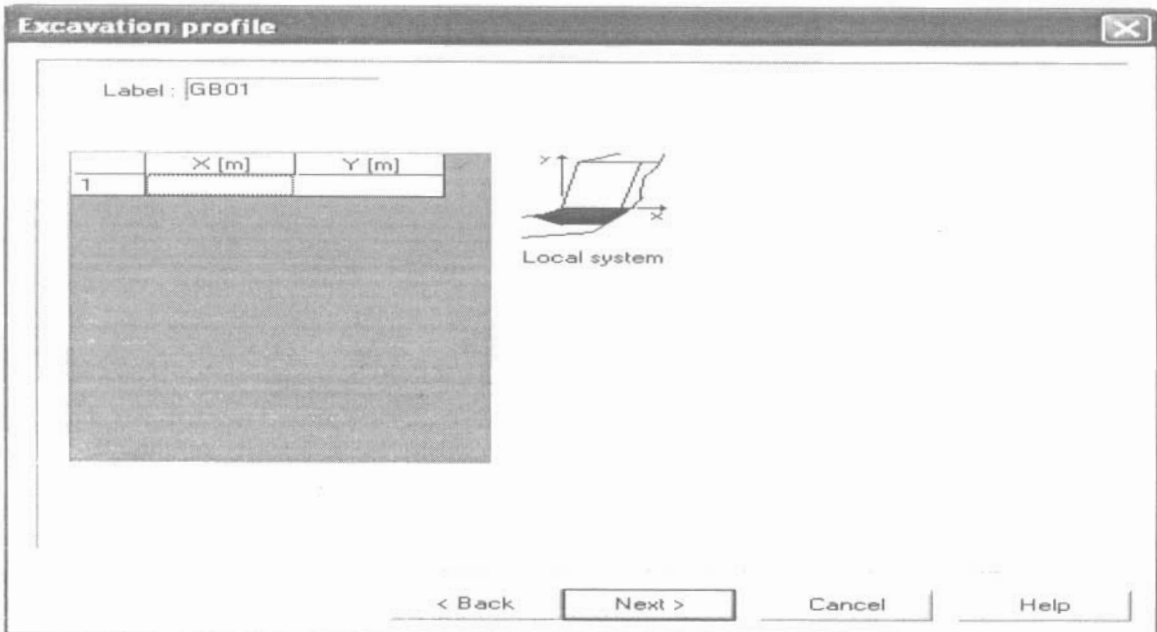 Excavation profile
Label : GB01
X [m] Y [m]
1
Y
X
Local system
< Back Next > Cancel Help